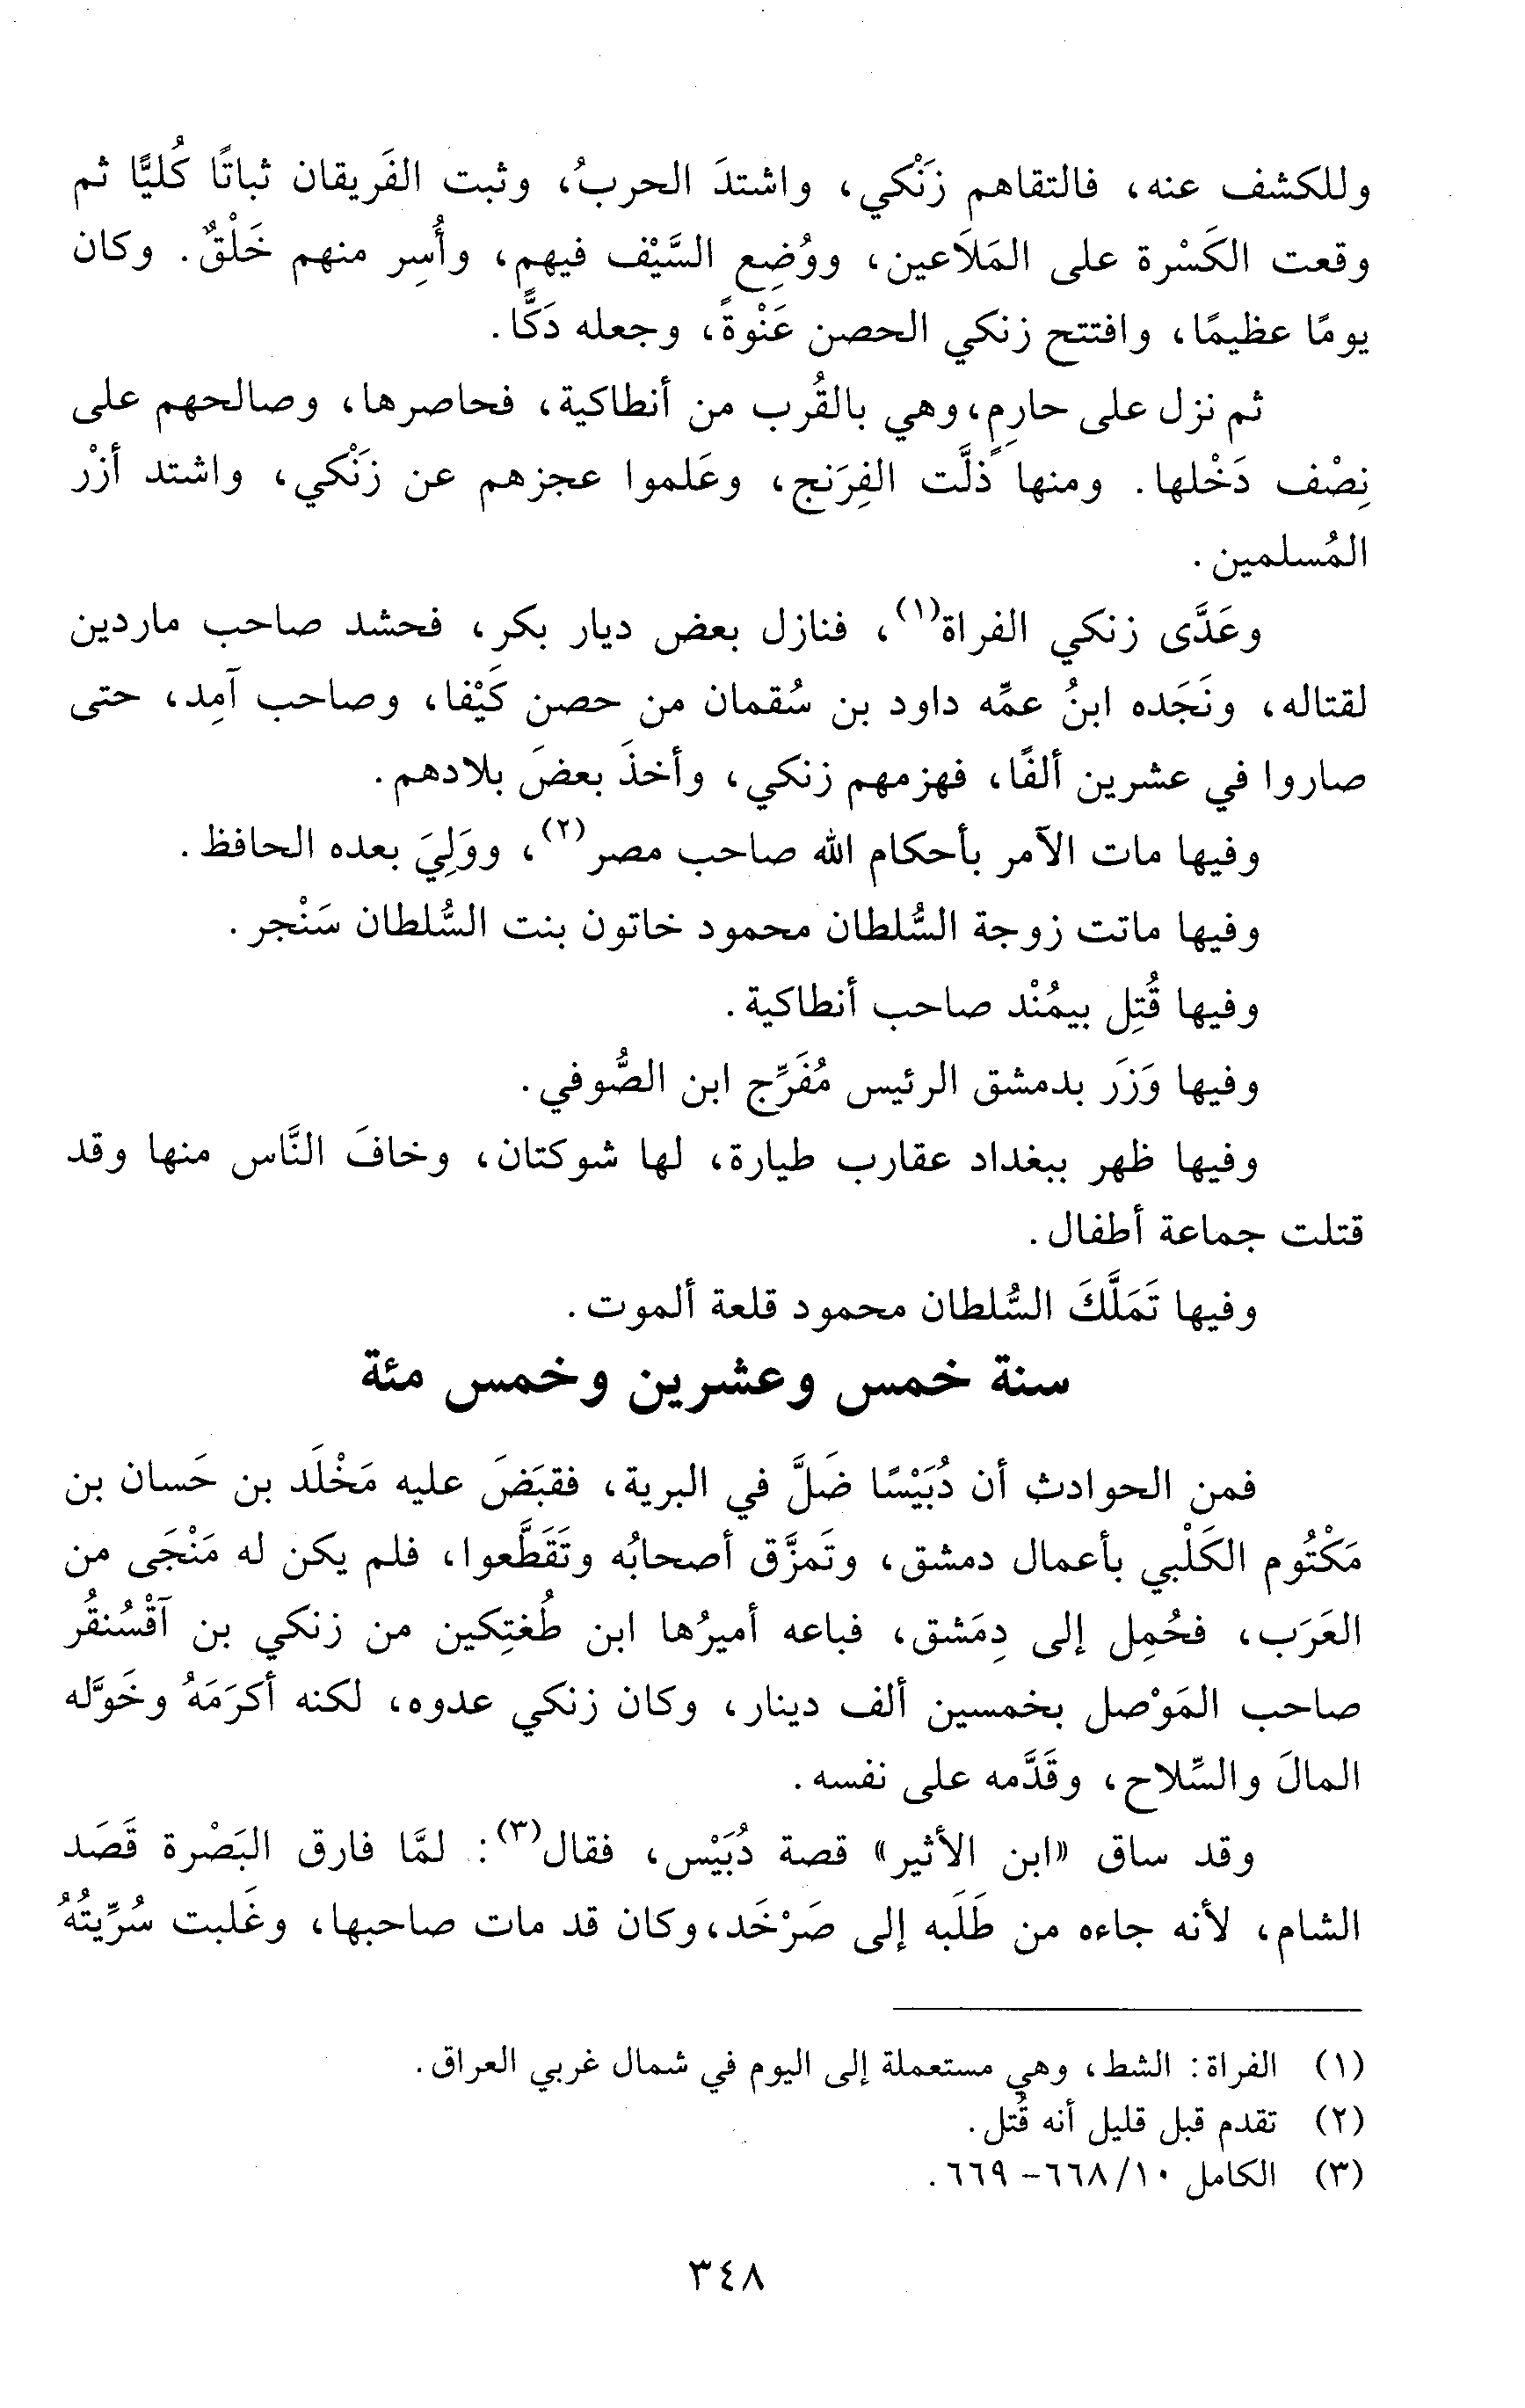 وللكشف عنه، فالتقاهم زَنْكي، واشتدَ الحربُ، وثبت الفَريقان ثباتًا كُليًّا ثم
وقعت الكَسْرة على المَلاَعين، ووُضِع السَّيْف فيهم، وأُسِر منهم خَلْقٌ. وكان
يومًا عظيمًا، وافتتح زنكي الحصن عَنْوةً، وجعله دَكًّا.
ثم نزل على حارِمٍ، وهي بالقُرب من أنطاكية، فحاصرها، وصالحهم على
نِصْف دَخْلها. ومنها ذلَّت الفِرَنج، وعَلموا عجزهم عن زَنْكي، واشتد أزْر
المُسلمين.
وعَدَّى زنكي الفراة(١)، فنازل بعض ديار بكر، فحشد صاحب ماردين
لقتاله، ونَجَده ابنُ عمِّه داود بن سُقمان من حصن كَيْفا، وصاحب آمِد، حتى
صاروا في عشرين ألفًا، فهزمهم زنكي، وأخذَ بعضَ بلادهم.
وفيها مات الآمر بأحكام الله صاحب مصر(٢)، ووَلِيَ بعده الحافظ.
وفيها ماتت زوجة السُّلطان محمود خاتون بنت السُّلطان سَنْجر.
وفيها قُتِل بيمُنْد صاحب أنطاكية.
وفيها وَزَر بدمشق الرئيس مُفَرِّج ابن الصُّوفي.
وفيها ظهر ببغداد عقارب طيارة، لها شوكتان، وخافَ النَّاس منها وقد
قتلت جماعة أطفال.
وفيها تَمَلَّكَ السُّلطان محمود قلعة ألموت.
سنة خمس وعشرين وخمس مئة
فمن الحوادث أن دُبَيْسًا ضَلَّ في البرية، فقبَضَ عليه مَخْلَد بن حَسان بن
مَكْتُوم الكَلْبي بأعمال دمشق، وتَمزَّق أصحابُه وتَقَطَّعوا، فلم يكن له مَنْجَى من
العَرَب، فحُمِل إلى دِمَشق، فباعه أميرُها ابن طُغتِكين من زنكي بن آقْسُنقُر
صاحب المَوْصل بخمسين ألف دينار، وكان زنكي عدوه، لكنه أكرَمَهُ وخَوَّله
المالَ والسِّلاح، وقَدَّمه على نفسه.
وقد ساق «ابن الأثير» قصة دُبَيْس، فقال(٣): لمَّا فارق البَصْرة قَصَد
الشام، لأنه جاءه من طَلَبه إلى صَرْخَد، وكان قد مات صاحبها، وغَلبت سُرِّيتُهُ
(١) الفراة: الشط، وهي مستعملة إلى اليوم في شمال غربي العراق.
(٢) تقدم قبل قليل أنه قُتل.
(٣) الكامل ١٠/ ٦٦٨- ٦٦٩.
٣٤٨